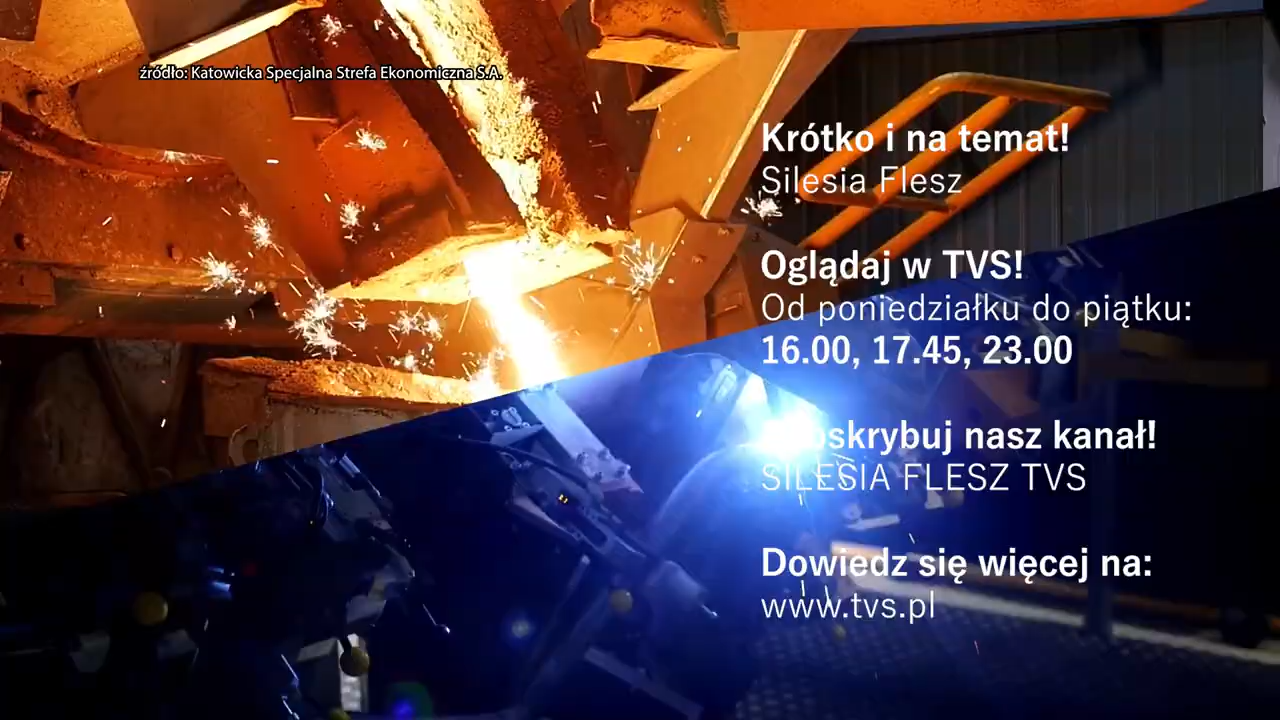 źródło: Katowicka Specjalna Strefa Ekonomiczna S.A.
Krótko i na temat!
Silesia Flesz
Oglądaj w TVS!
Od poniedziałku do piątku:
16.00, 17.45, 23.00
nasz kanał!
SILESIA FLESZ TVS
Dowiedz się więcej na:
www.tvs.pl